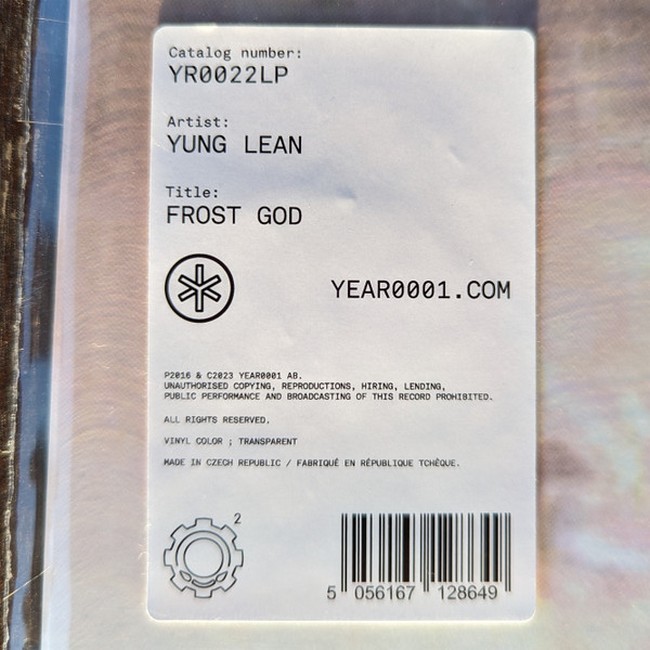 Catalog number:
YR0022LP
Artist:
YUNG LEAN
Title:
FROST GOD
YEAR0001.COM
P2016 & C2023 YEAR0001 AB.
UNAUTHORISED COPYING, REPRODUCTIONS, HIRING, LENDING,
PUBLIC PERFORMANCE AND BROADCASTING OF THIS RECORD PROHIBITED.
ALL RIGHTS RESERVED.
VINYL COLOR ; TRANSPARENT
MADE IN CZECH REPUBLIC / FABRIQUÉ EN RÉPUBLIQUE TCHÈQUE.
2
5 056167 128649